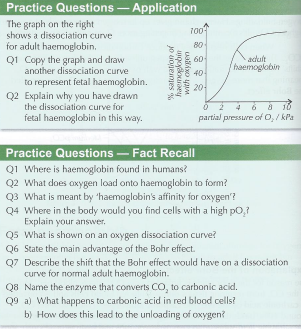 Practice Questions — Application
The graph on the right
shows a dissociation curve
for adult haemoglobin.
Q1 Copy the graph and draw
another dissociation curve
to represent fetal haemoglobin.
Q2 Explain why you have drawn
the dissociation curve for
fetal haemoglobin in this way.
% saturation of
haemoglobin
with oxygen
100
80
60
40
20
adult
haemoglobin
0 2 4 6 8 10
partial pressure of O2 / kPa
Practice Questions — Fact Recall
Q1 Where is haemoglobin found in humans?
Q2 What does oxygen load onto haemoglobin to form?
Q3 What is meant by 'haemoglobin's affinity for oxygen'?
Q4 Where in the body would you find cells with a high pO2?
Explain your answer.
Q5 What is shown on an oxygen dissociation curve?
Q6 State the main advantage of the Bohr effect.
Q7 Describe the shift that the Bohr effect would have on a dissociation
curve for normal adult haemoglobin.
Q8 Name the enzyme that converts CO2 to carbonic acid.
Q9 a) What happens to carbonic acid in red blood cells?
b) How does this lead to the unloading of oxygen?